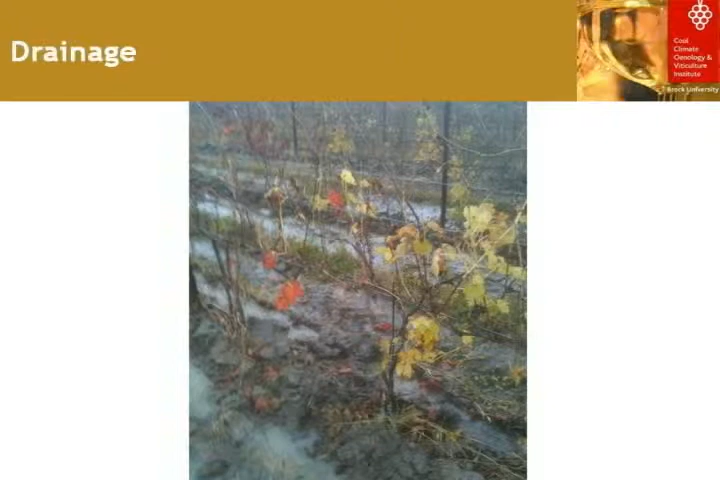 Drainage
Cool
Climate
Oenology &
Viticulture
Institute
Brock University